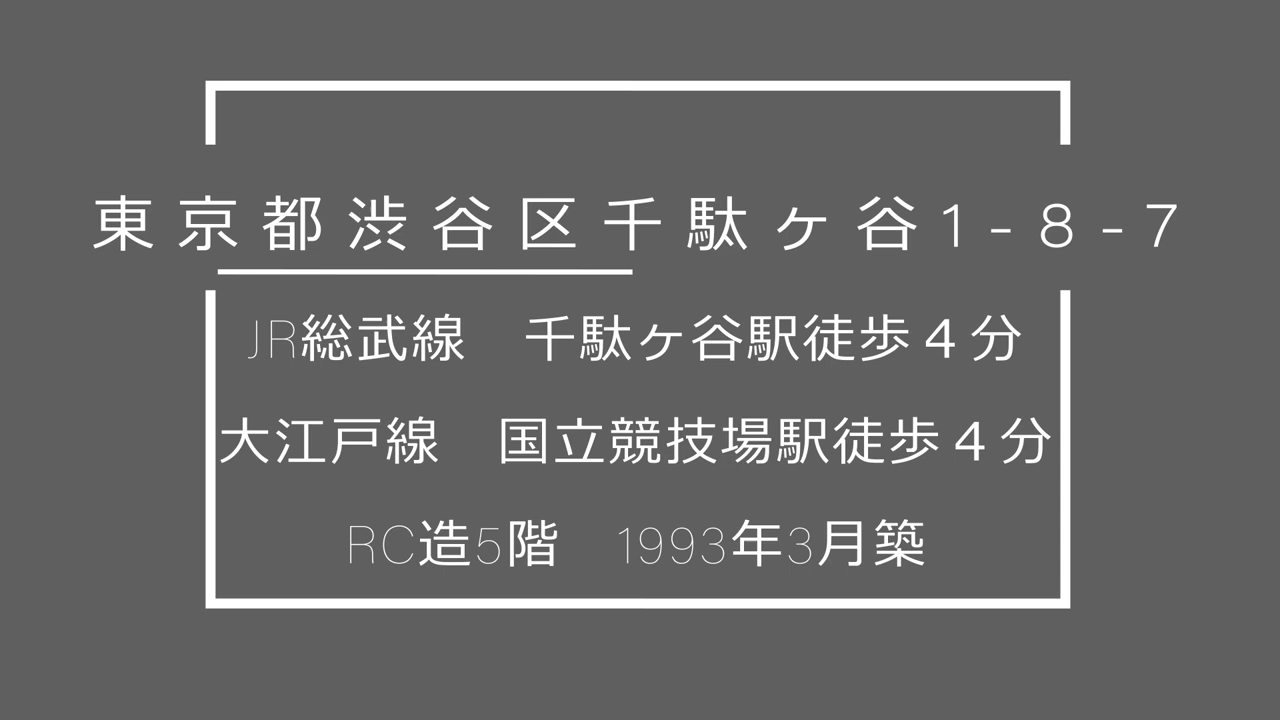 東京都渋谷区千駄ヶ谷1-8-7
JR総武線　千駄ヶ谷駅徒歩４分
大江戸線　国立競技場駅徒歩４分
RC造5階　1993年3月築